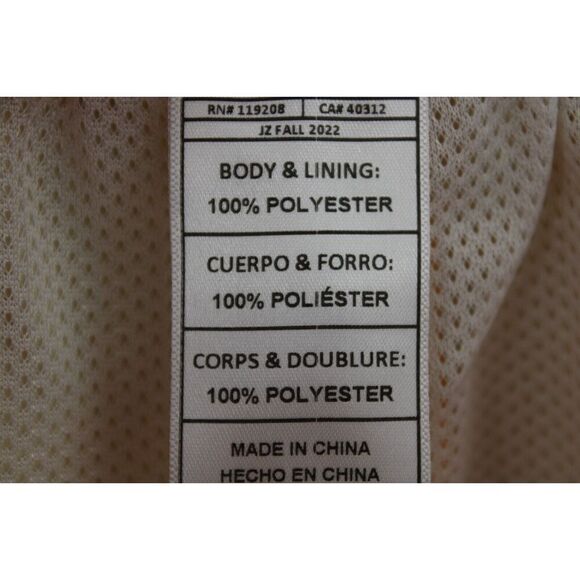 RN# 119208 CA# 40312
JZ FALL 2022
BODY & LINING:
100% POLYESTER
CUERPO & FORRO:
100% POLIÉSTER
CORPS & DOUBLURE:
100% POLYESTER
MADE IN CHINA
HECHO EN CHINA